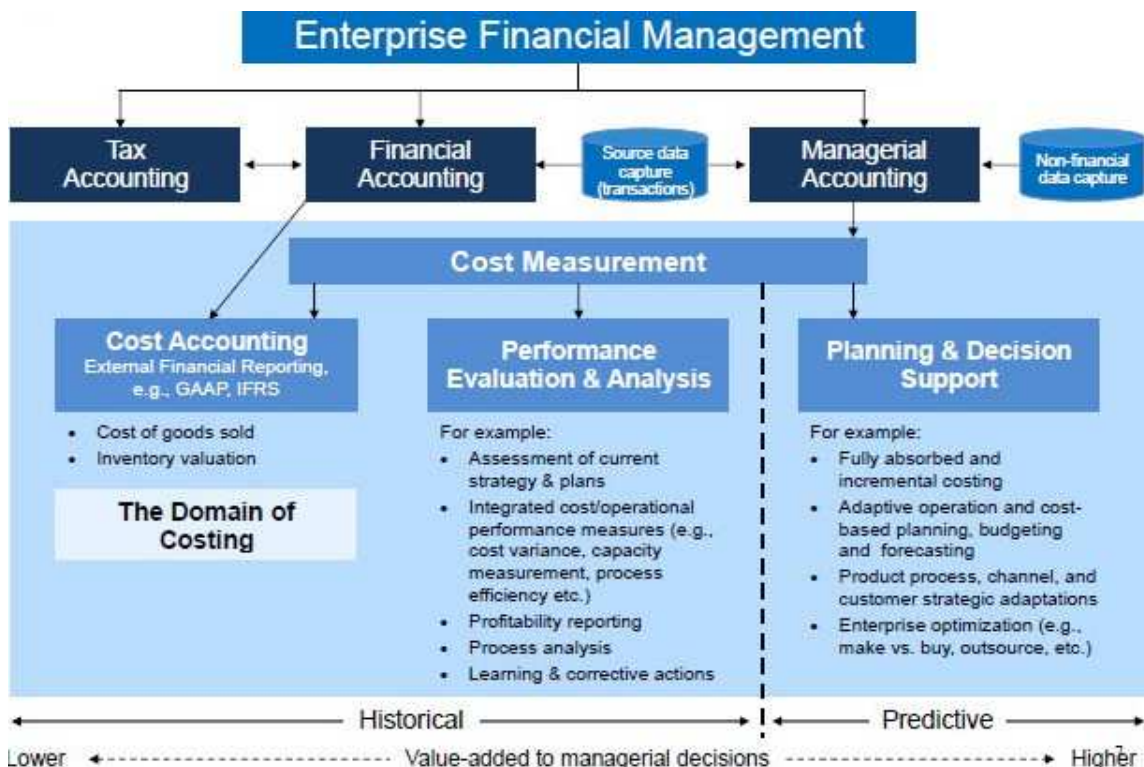 Enterprise Financial Management
Tax
Accounting
Financial
Accounting
Source data
capture
(transactions)
Managerial
Accounting
Non-financial
data capture
Cost Measurement
Cost Accounting
External Financial Reporting,
e.g., GAAP, IFRS
• Cost of goods sold
• Inventory valuation
The Domain of
Costing
Performance
Evaluation & Analysis
For example:
• Assessment of current
strategy & plans
• Integrated cost/operational
performance measures (e.g.,
cost variance, capacity
measurement, process
efficiency etc.)
• Profitability reporting
• Process analysis
• Learning & corrective actions
Planning & Decision
Support
For example:
• Fully absorbed and
incremental costing
• Adaptive operation and cost-
based planning, budgeting
and forecasting
• Product process, channel, and
customer strategic adaptations
• Enterprise optimization (e.g.,
make vs. buy, outsource, etc.)
Historical
Predictive
Lower
Value-added to managerial decisions
Higher
7